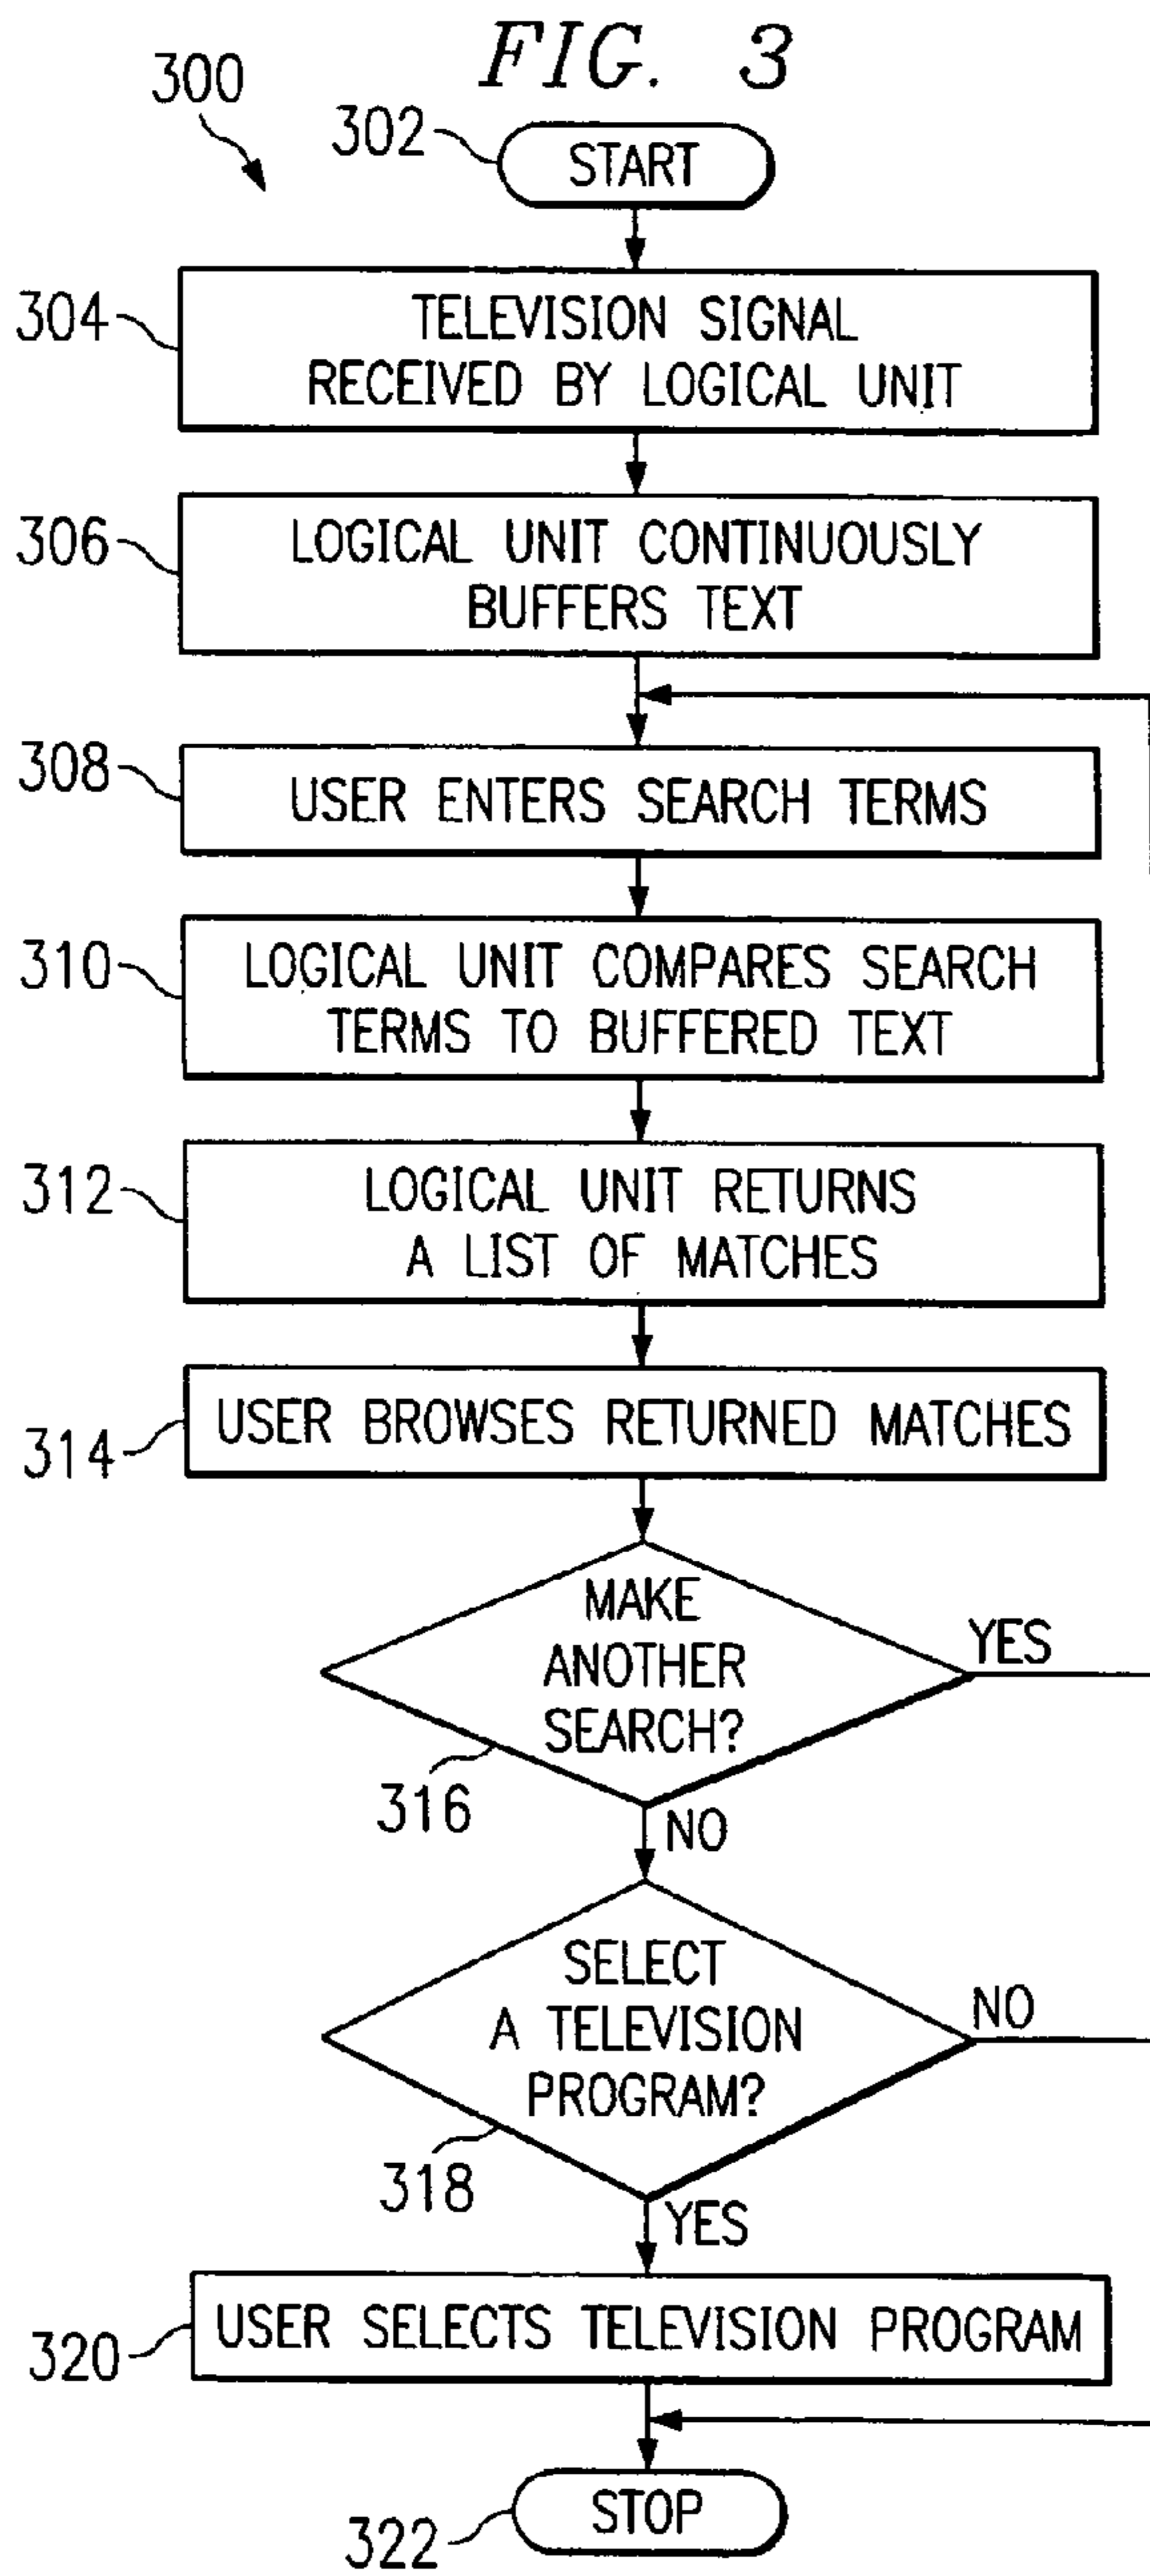 FIG. 3
300
302
START
304
TELEVISION SIGNAL
RECEIVED BY LOGICAL UNIT
306
LOGICAL UNIT CONTINUOUSLY
BUFFERS TEXT
308
USER ENTERS SEARCH TERMS
310
LOGICAL UNIT COMPARES SEARCH
TERMS TO BUFFERED TEXT
312
LOGICAL UNIT RETURNS
A LIST OF MATCHES
314
USER BROWSES RETURNED MATCHES
MAKE
ANOTHER
SEARCH?
YES
316
NO
SELECT
A TELEVISION
PROGRAM?
NO
318
YES
320
USER SELECTS TELEVISION PROGRAM
STOP
322